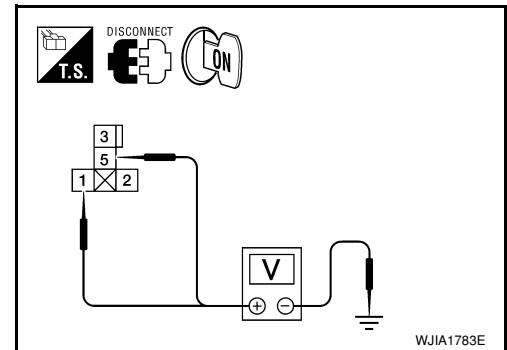 DISCONNECT
T.S.
ON
3
5
1 2
V
+ −
WJIA1783E